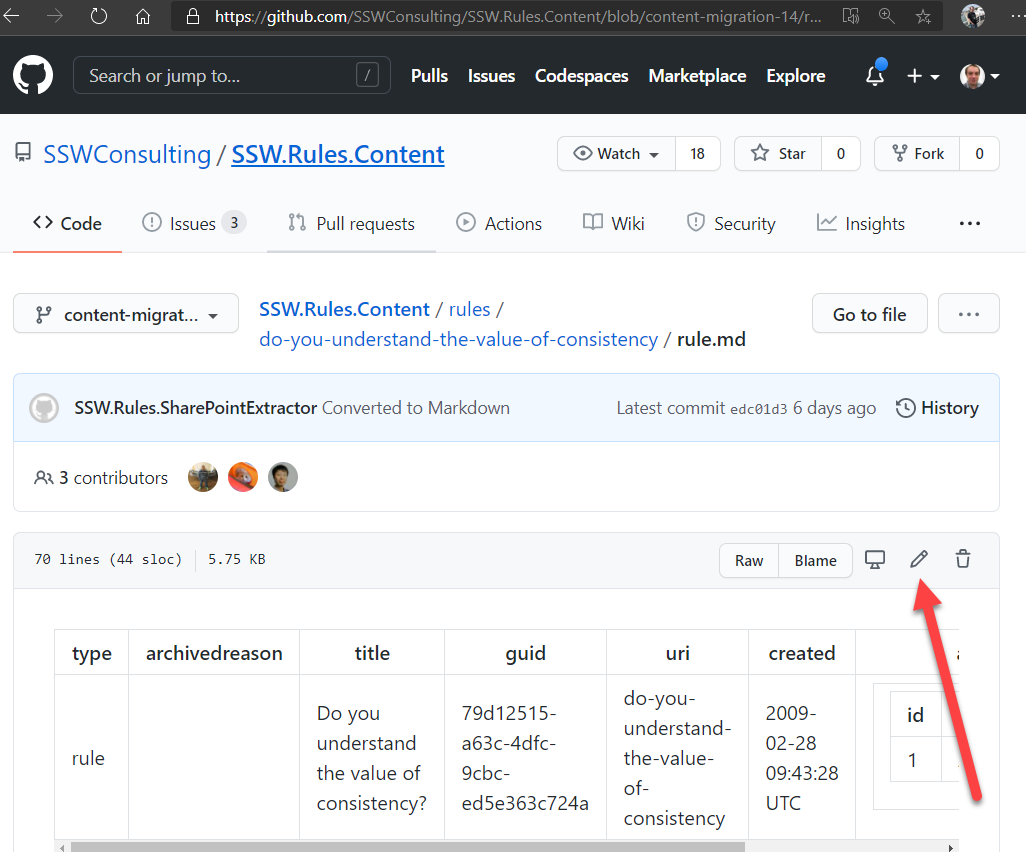 https://github.com/SSWConsulting/SSW.Rules.Content/blob/content-migration-14/r...
Search or jump to... /
Pulls Issues Codespaces Marketplace Explore
SSWConsulting / SSW.Rules.Content
Watch 18 Star 0 Fork 0
Code Issues 3 Pull requests Actions Wiki Security Insights ...
content-migrat...
SSW.Rules.Content / rules /
do-you-understand-the-value-of-consistency / rule.md
Go to file ...
SSW.Rules.SharePointExtractor Converted to Markdown Latest commit edc01d3 6 days ago History
3 contributors
70 lines (44 sloc) 5.75 KB Raw Blame
type archivedreason title guid uri created
rule
Do you
understand
the value of
consistency?
79d12515-
a63c-4dfc-
9cbc-
ed5e363c724a
do-you-
understand-
the-value-
of-
consistency
2009-
02-28
09:43:28
UTC
id
1